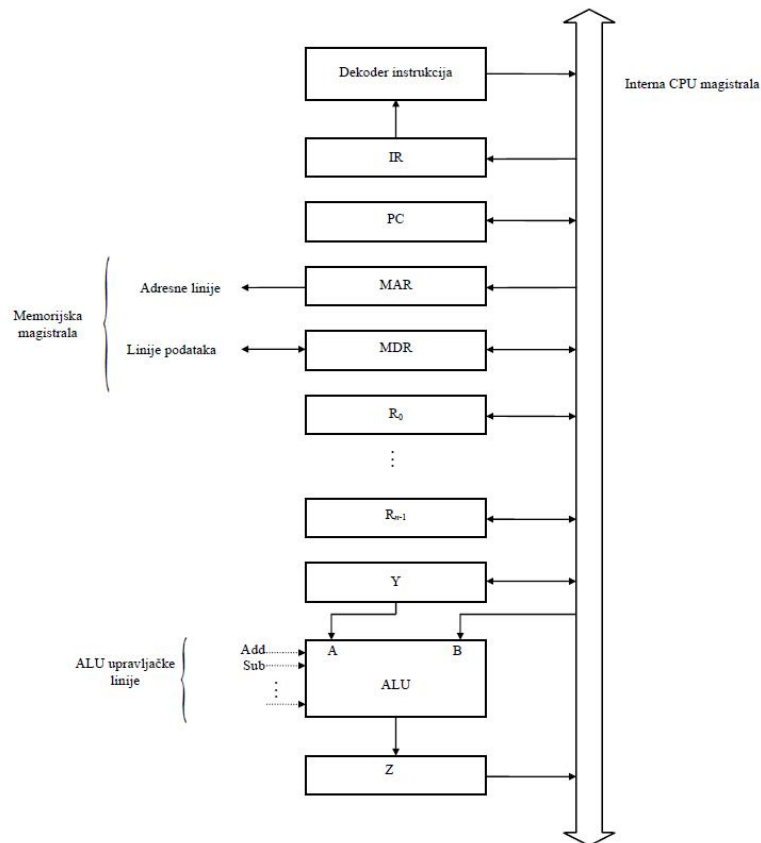 Dekoder instrukcija
Interna CPU magistrala
IR
PC
Adresne linije
MAR
Memorijska
magistrala
Linije podataka
MDR
R₀
⋮
Rₙ₋₁
Y
ALU upravljačke
linije
Add
Sub
⋮
A
B
ALU
Z